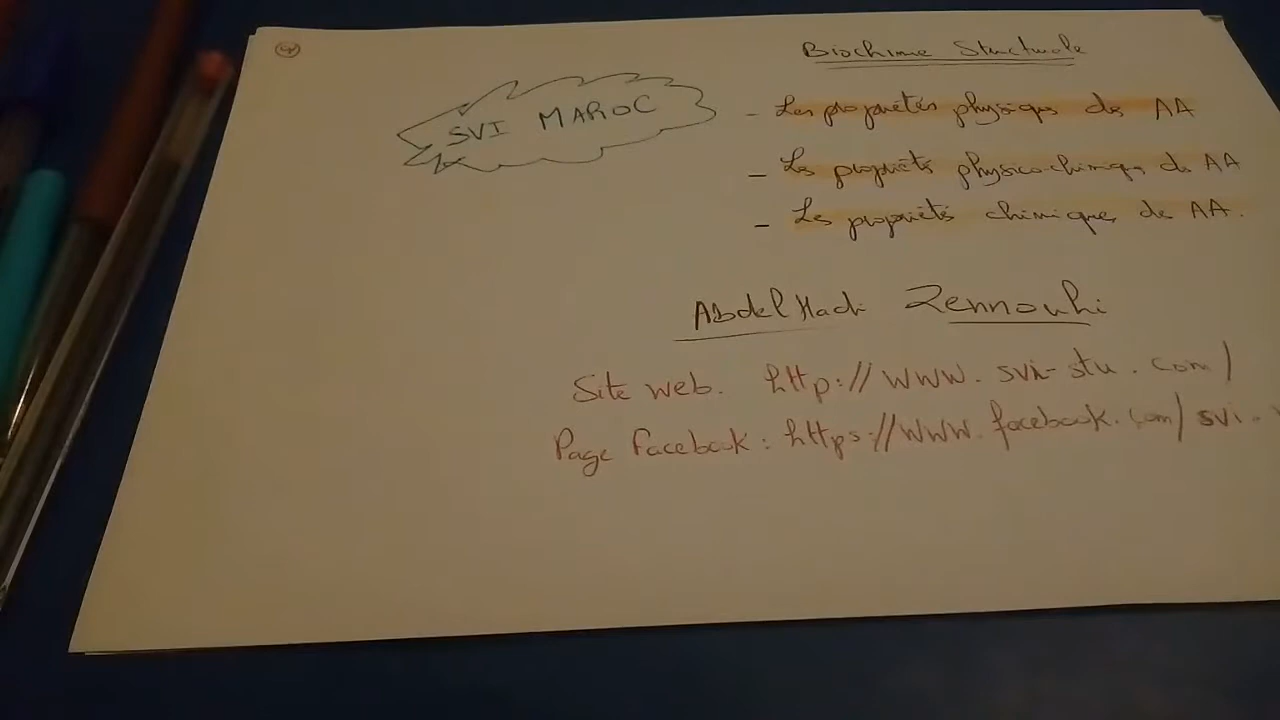 Biochimie Structurale
SVI MAROC
- Les propriétés physiques des AA
- Les propriétés physico-chimiques des AA
- Les propriétés chimiques des AA.
AbdelHadi Zennouhi
Site web. http://www.svi-stu.com/
Page facebook : https://www.facebook.com/svi.